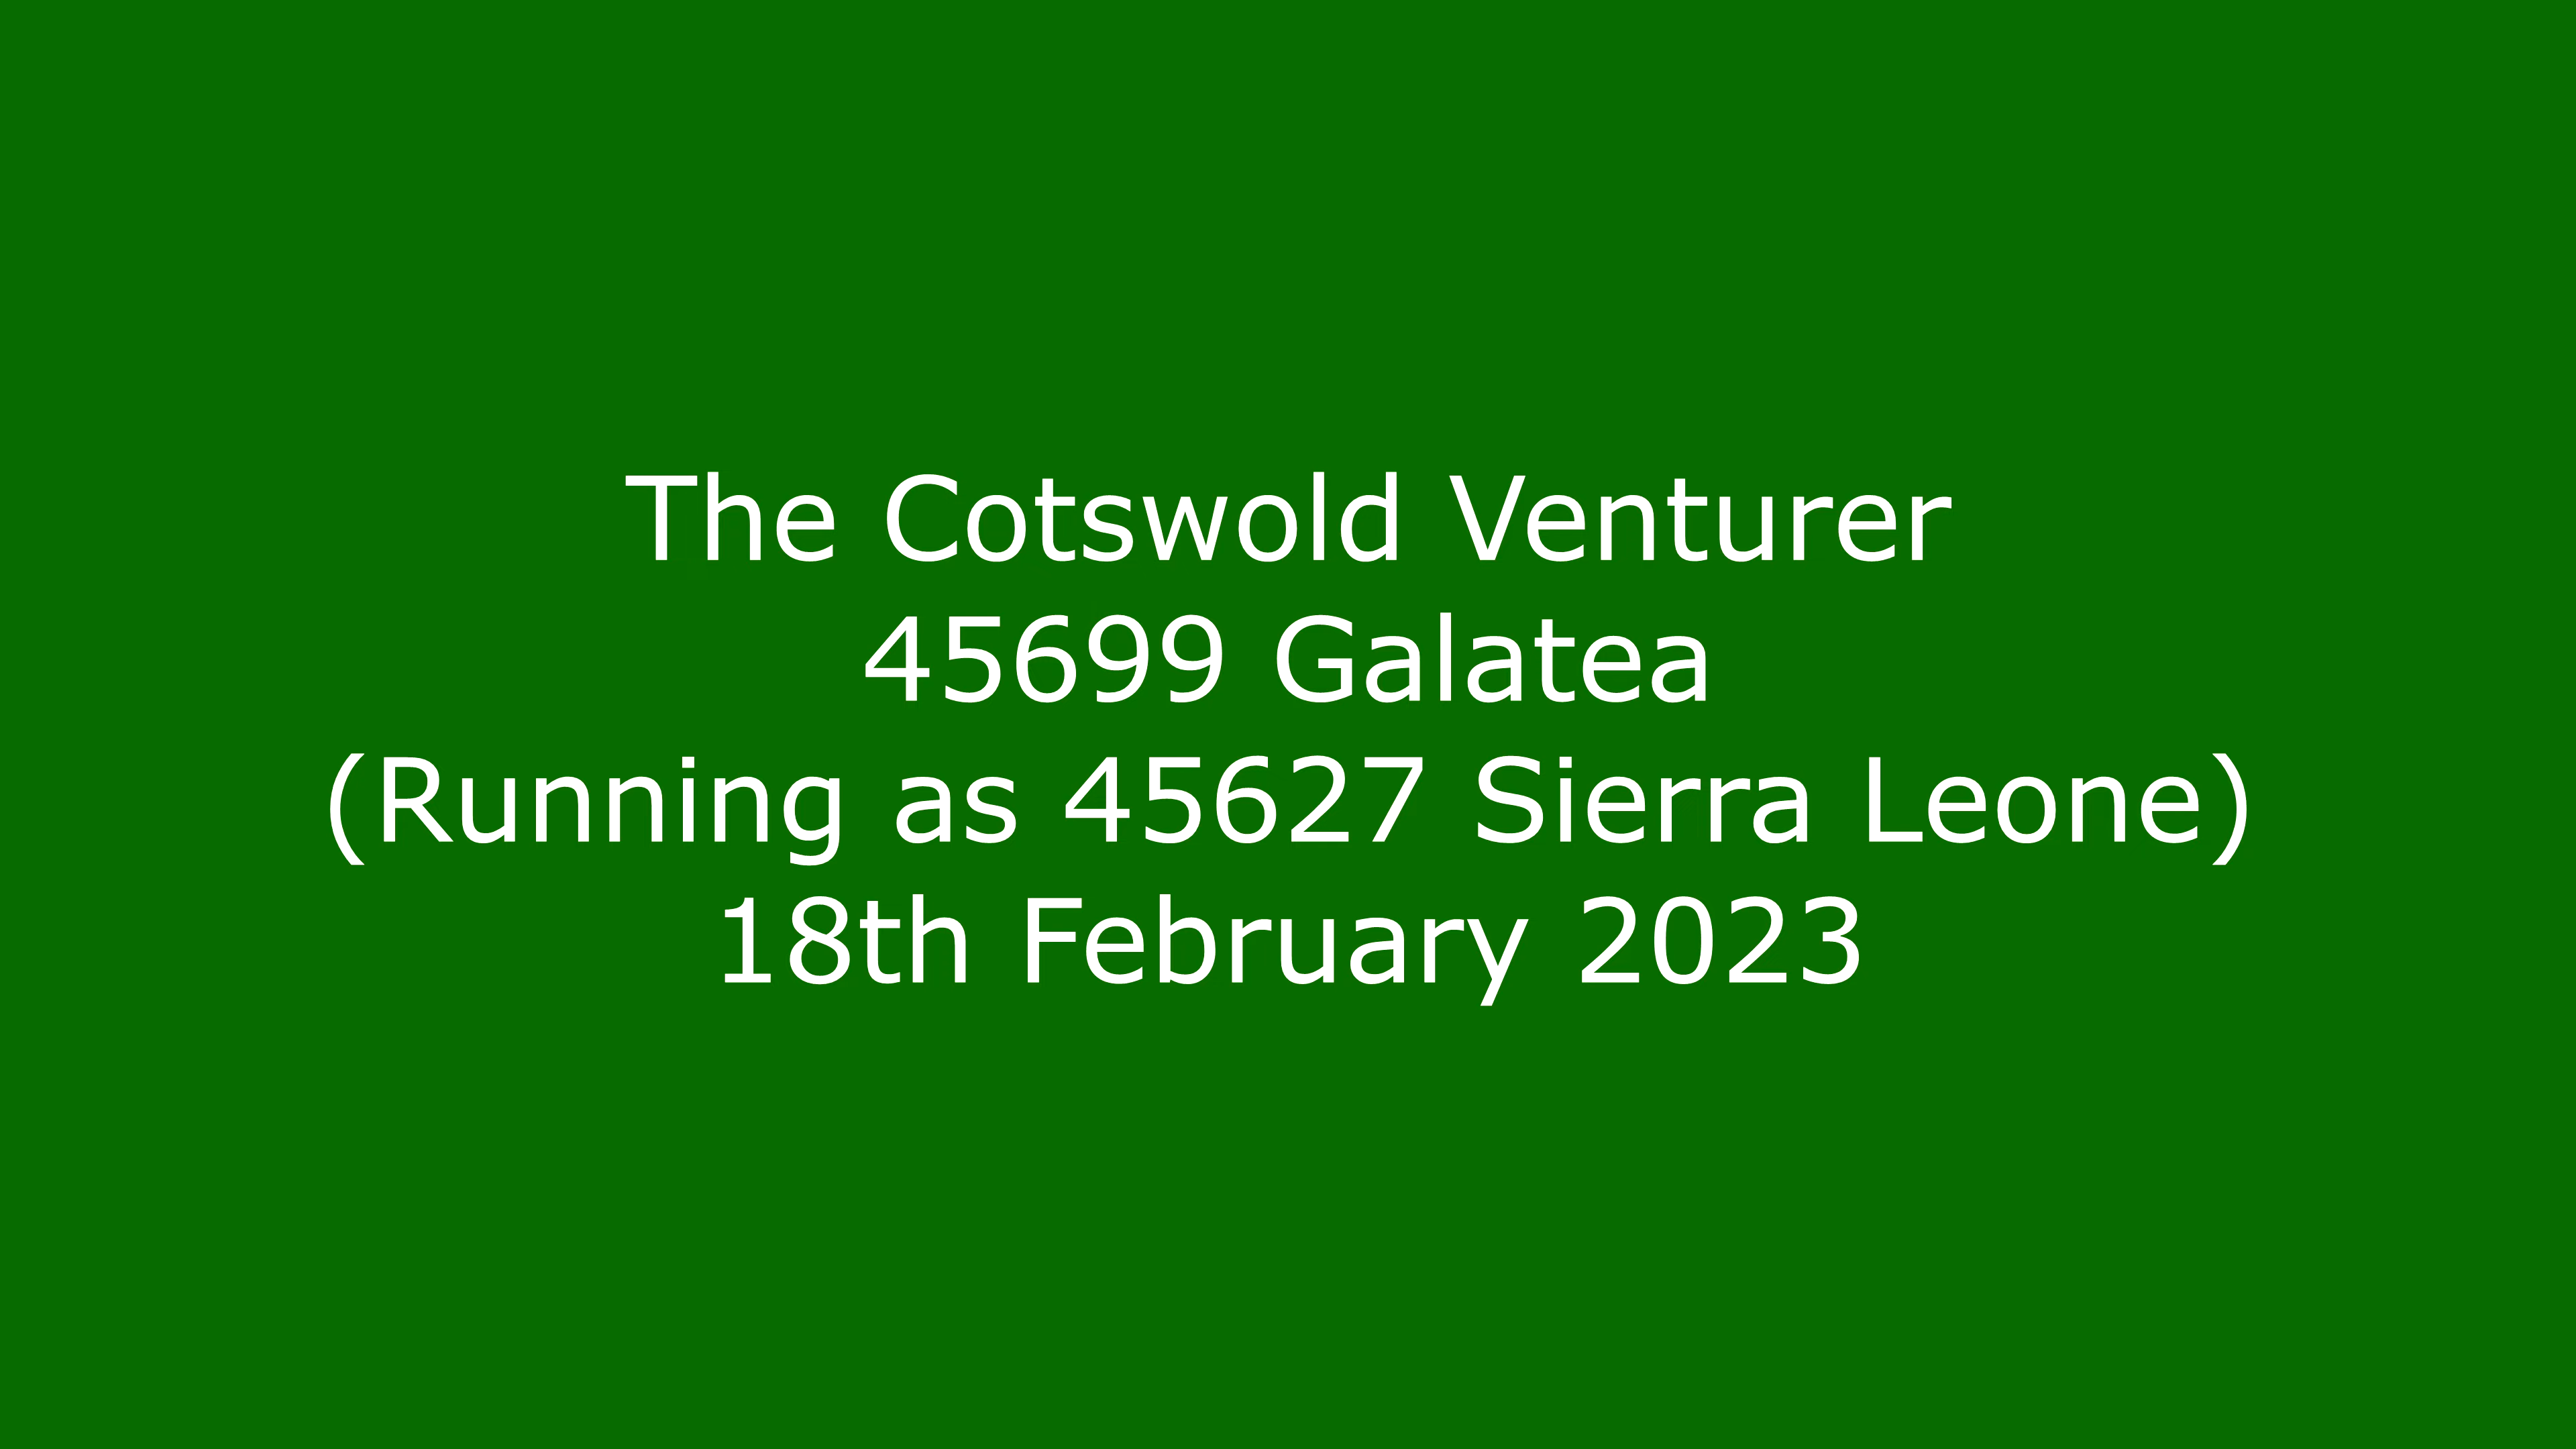 The Cotswold Venturer
45699 Galatea
(Running as 45627 Sierra Leone)
18th February 2023